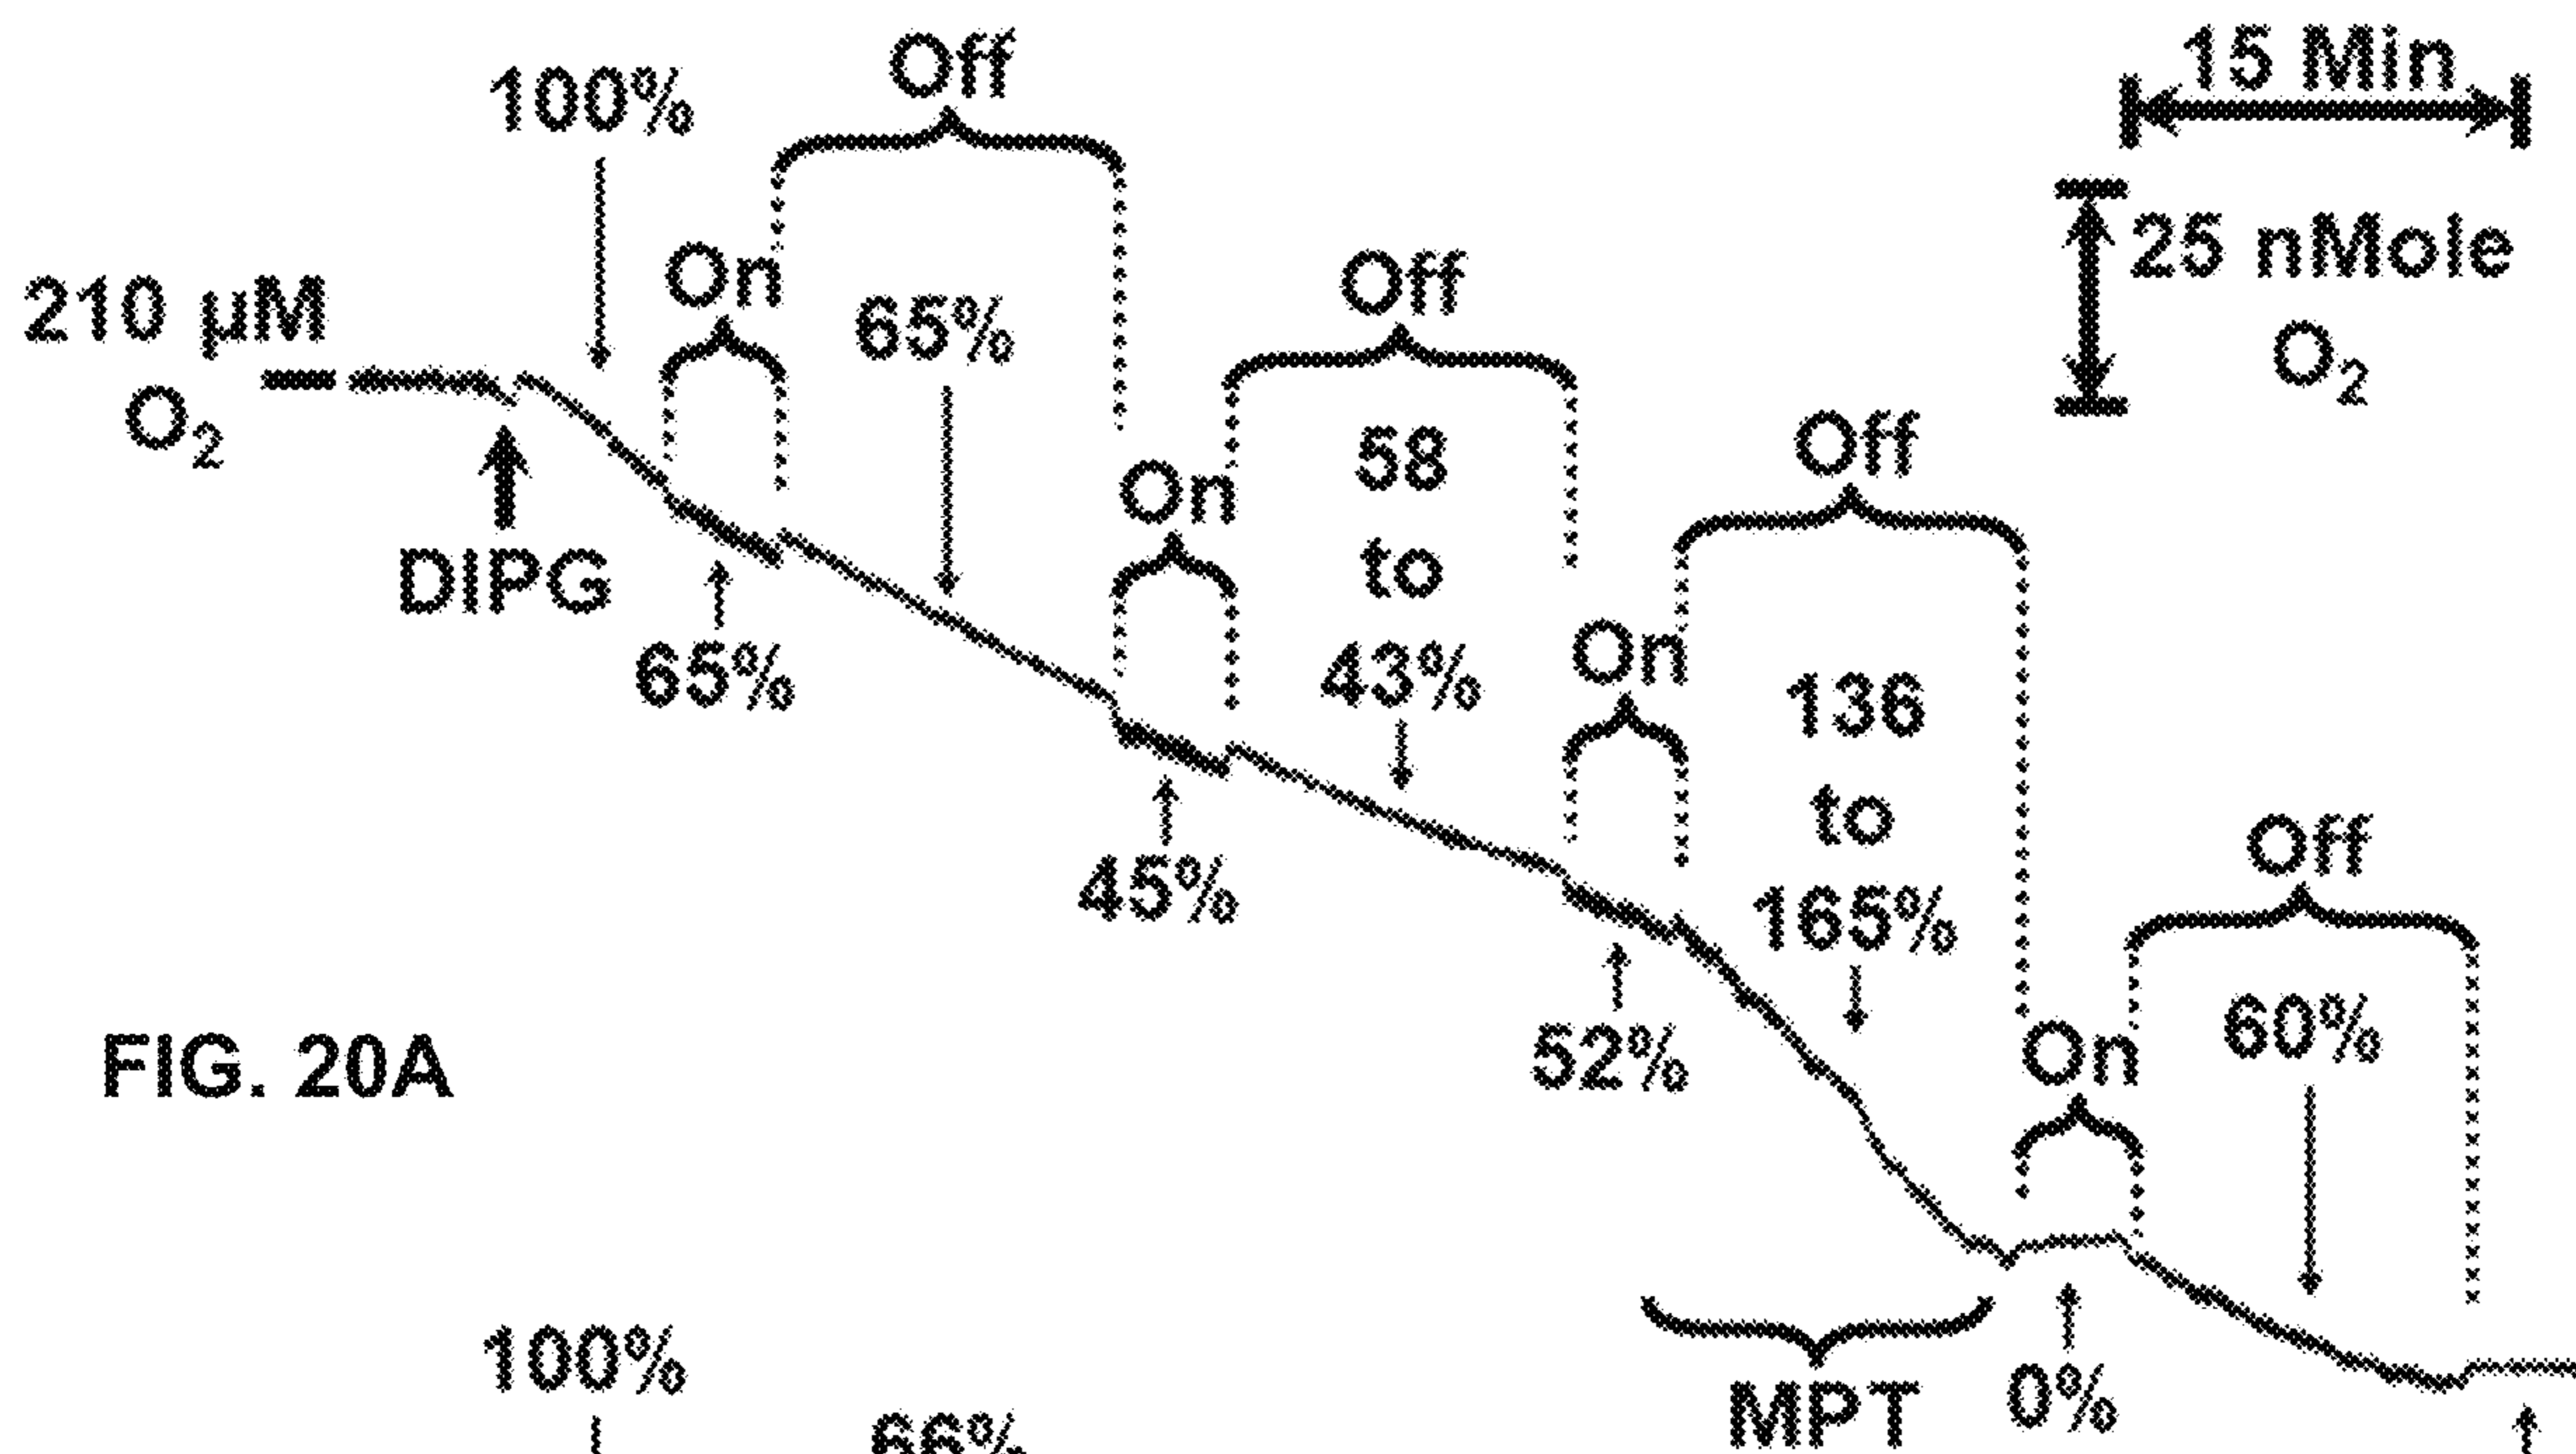 100%
Off
15 Min
210 µM
O₂
On
65%
25 nMole
O₂
Off
58
to
43%
DIPG
65%
On
Off
136
to
165%
45%
On
52%
Off
60%
FIG. 20A
On
MPT
0%
100%
66%